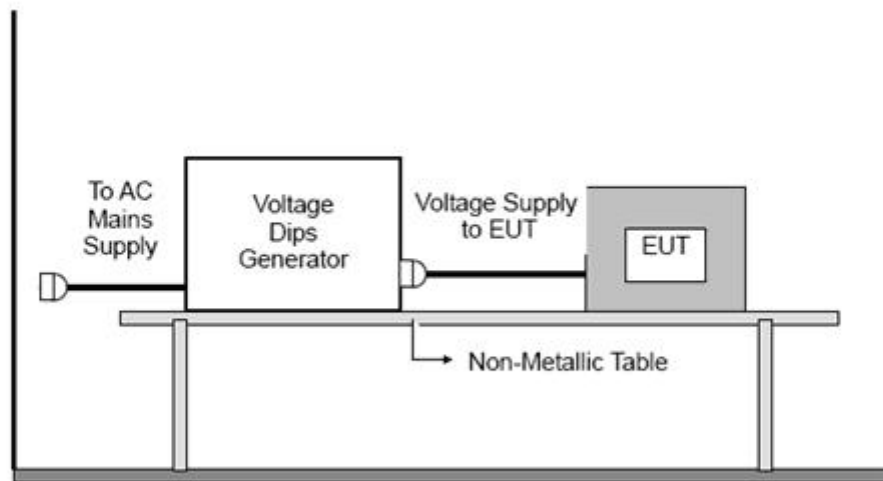 To AC
Mains
Supply
Voltage
Dips
Generator
Voltage Supply
to EUT
EUT
Non-Metallic Table